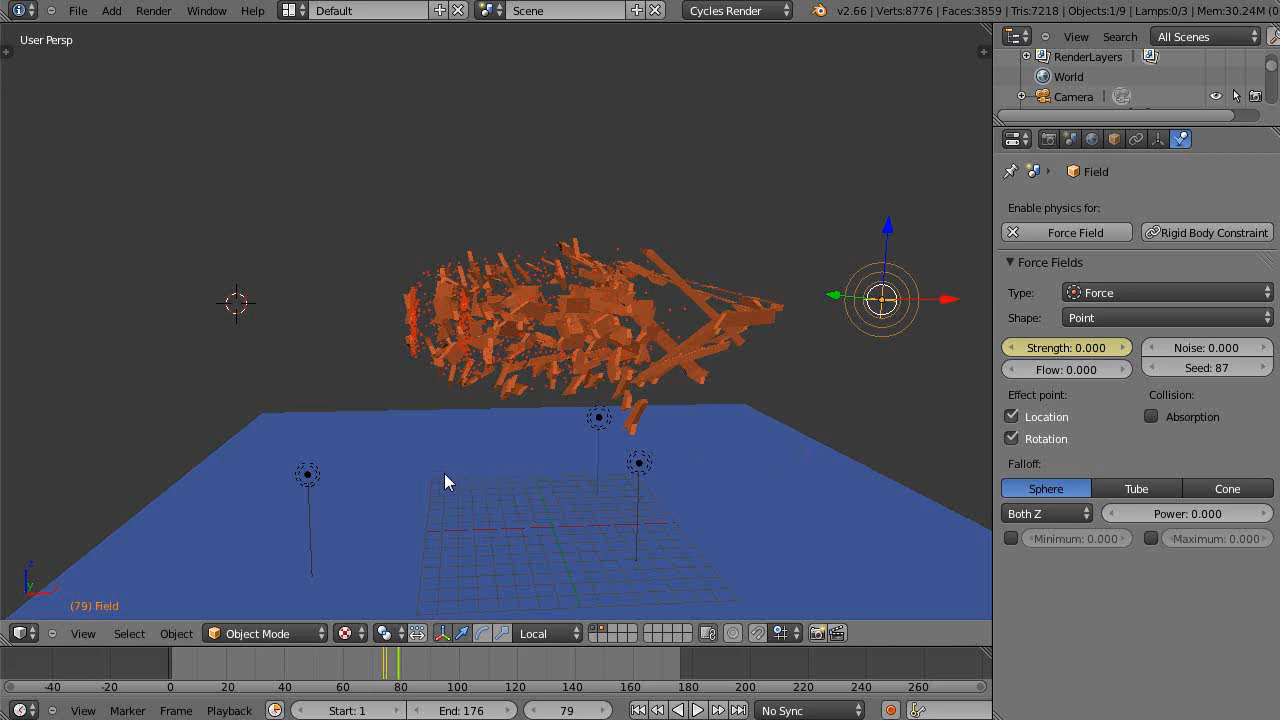 File Add Render Window Help Default Scene Cycles Render v2.66 | Verts:8776 | Faces:3859 | Tris:7218 | Objects:1/9 | Lamps:0/3 | Mem:30.24M (0
User Persp
View Search All Scenes
RenderLayers |
World
Camera |
Field
Enable physics for:
Force Field Rigid Body Constraint
Force Fields
Type: Force
Shape: Point
Strength: 0.000 Noise: 0.000
Flow: 0.000 Seed: 87
Effect point: Collision:
Location Absorption
Rotation
Falloff:
Sphere Tube Cone
Both Z Power: 0.000
Minimum: 0.000 Maximum: 0.000
z
y x
(79) Field
View Select Object Object Mode Local
-40 -20 0 20 40 60 80 100 120 140 160 180 200 220 240 260
View Marker Frame Playback Start: 1 End: 176 79 No Sync